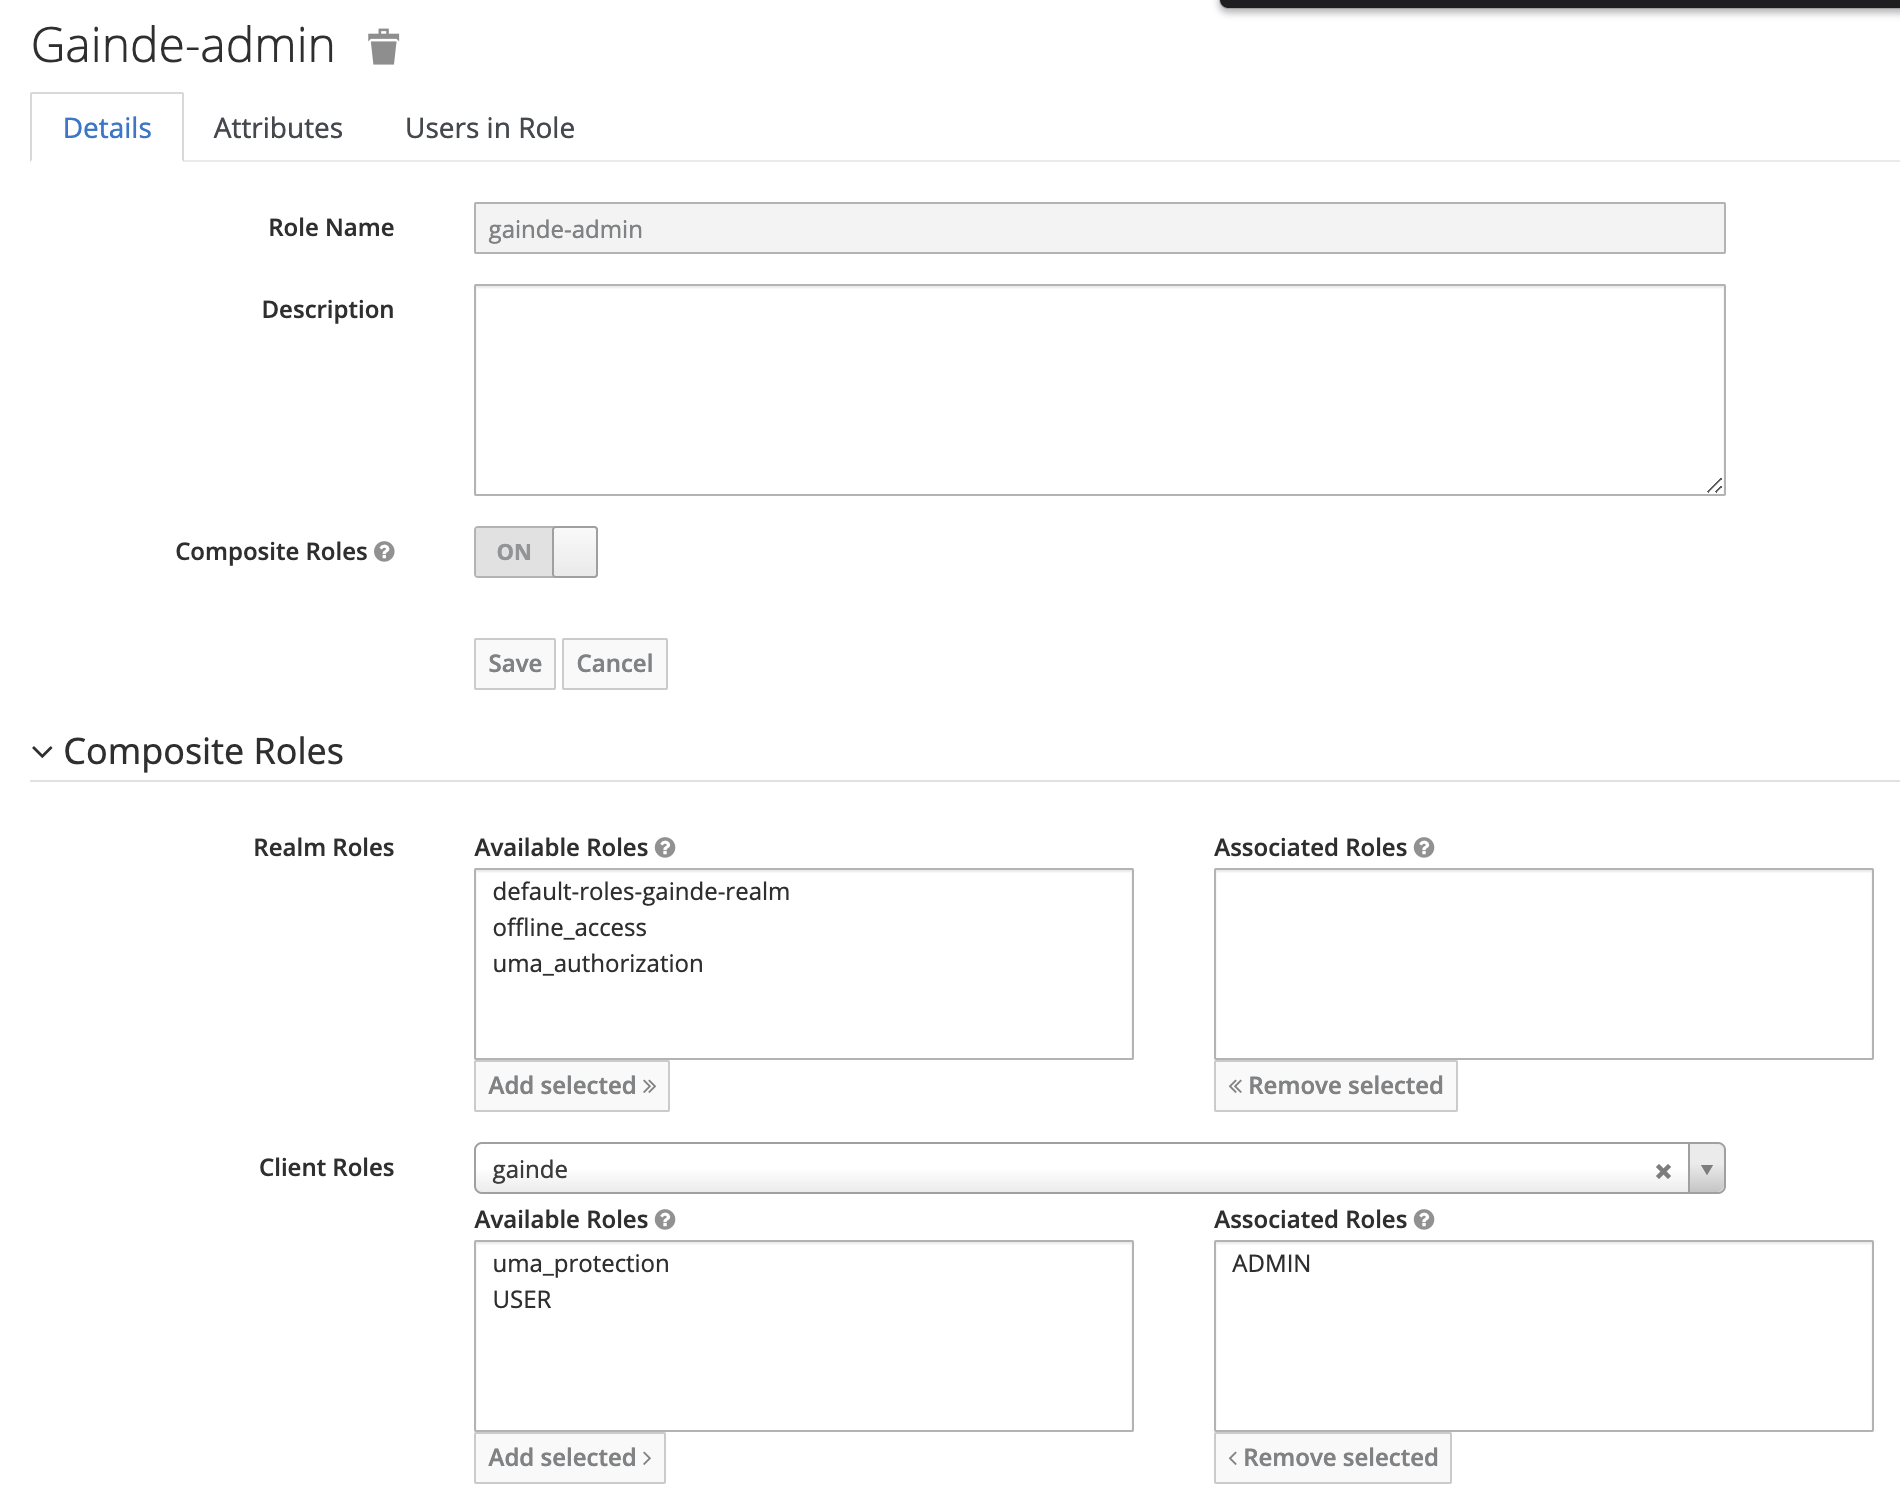 Gainde-admin
Details Attributes Users in Role
Role Name gainde-admin
Description
Composite Roles ON
Save Cancel
Composite Roles
Realm Roles Available Roles Associated Roles
default-roles-gainde-realm
offline_access
uma_authorization
Add selected » « Remove selected
Client Roles gainde
Available Roles Associated Roles
uma_protection ADMIN
USER
Add selected > < Remove selected